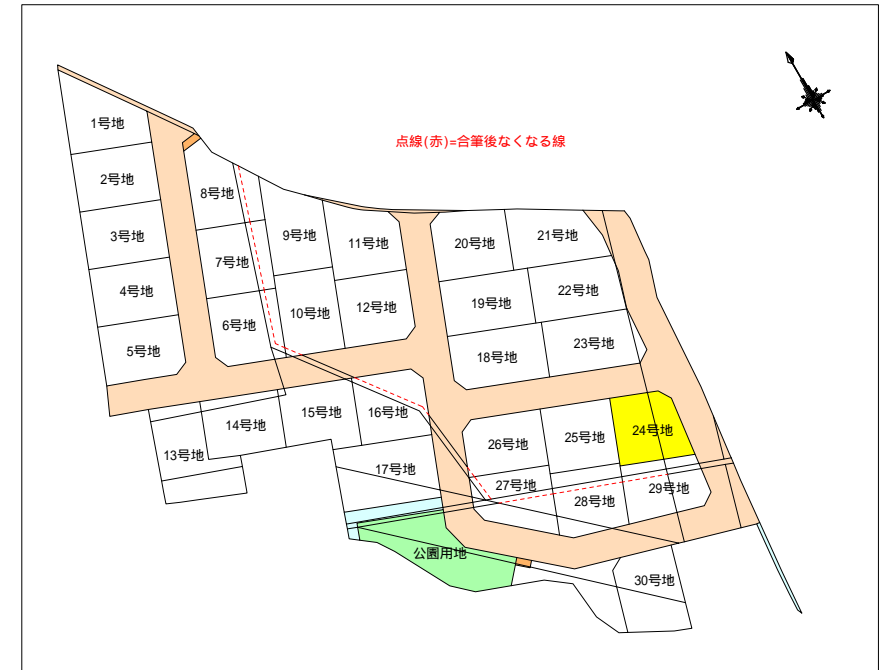 点線(赤)=合筆後なくなる線
1号地
2号地
3号地
4号地
5号地
8号地
7号地
6号地
9号地
10号地
11号地
12号地
20号地
21号地
19号地
22号地
18号地
23号地
13号地
14号地
15号地
16号地
17号地
26号地
25号地
24号地
27号地
28号地
29号地
公園用地
30号地